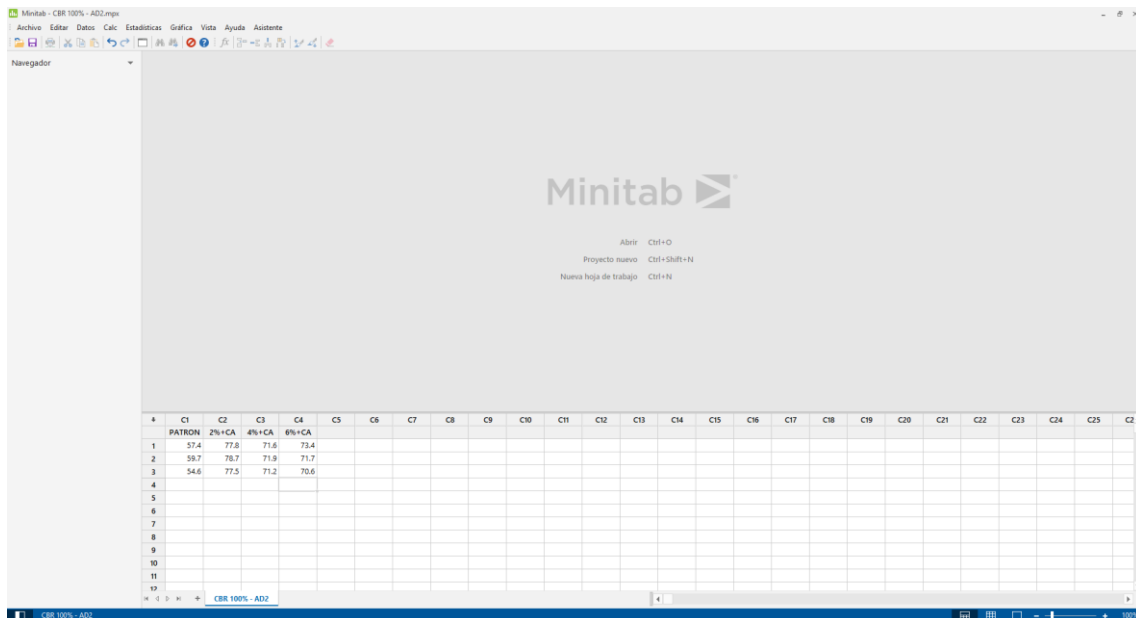 Minitab - CBR 100% - AD2.mpx
Archivo Editar Datos Calc Estadísticas Gráfica Vista Ayuda Asistente
Navegador
Minitab
Abrir Ctrl+O
Proyecto nuevo Ctrl+Shift+N
Nueva hoja de trabajo Ctrl+N
C1 C2 C3 C4 C5 C6 C7 C8 C9 C10 C11 C12 C13 C14 C15 C16 C17 C18 C19 C20 C21 C22 C23 C24 C25 C2
PATRON 2%+CA 4%+CA 6%+CA
1 57.4 77.8 71.6 73.4
2 59.7 78.7 71.9 71.7
3 54.6 77.5 71.2 70.6
4
5
6
7
8
9
10
11
12
CBR 100% - AD2
CBR 100% - AD2 100%